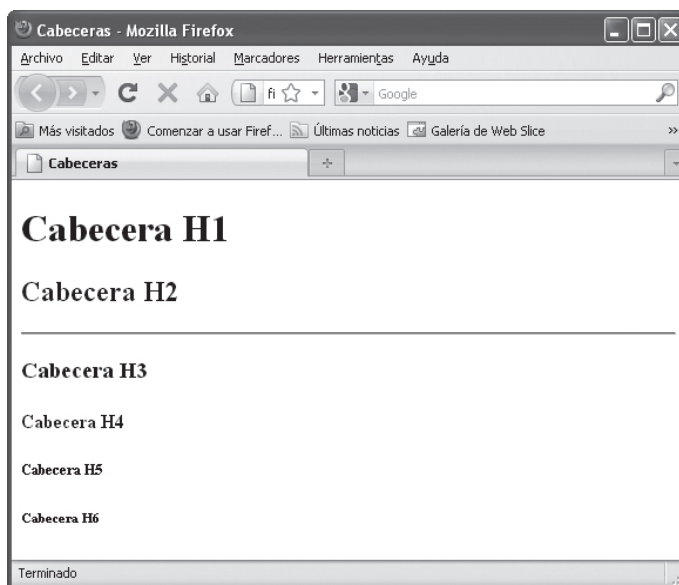 Cabeceras - Mozilla Firefox
Archivo Editar Ver Historial Marcadores Herramientas Ayuda
fi Google
Más visitados Comenzar a usar Firef... Últimas noticias Galería de Web Slice »
Cabeceras
Cabecera H1
Cabecera H2
Cabecera H3
Cabecera H4
Cabecera H5
Cabecera H6
Terminado